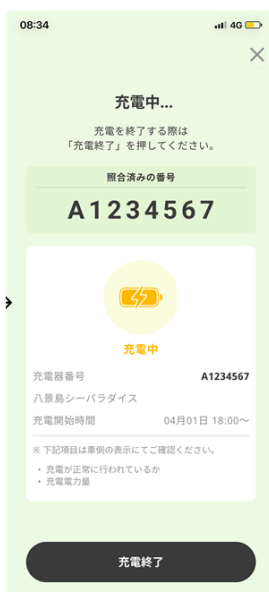 08:34 4G
充電中...
充電を終了する際は
「充電終了」を押してください。
照合済みの番号
A1234567
充電中
充電器番号 A1234567
八景島シーパラダイス
充電開始時間 04月01日 18:00〜
※ 下記項目は車側の表示にてご確認ください。
・ 充電が正常に行われているか
・ 充電電力量
充電終了